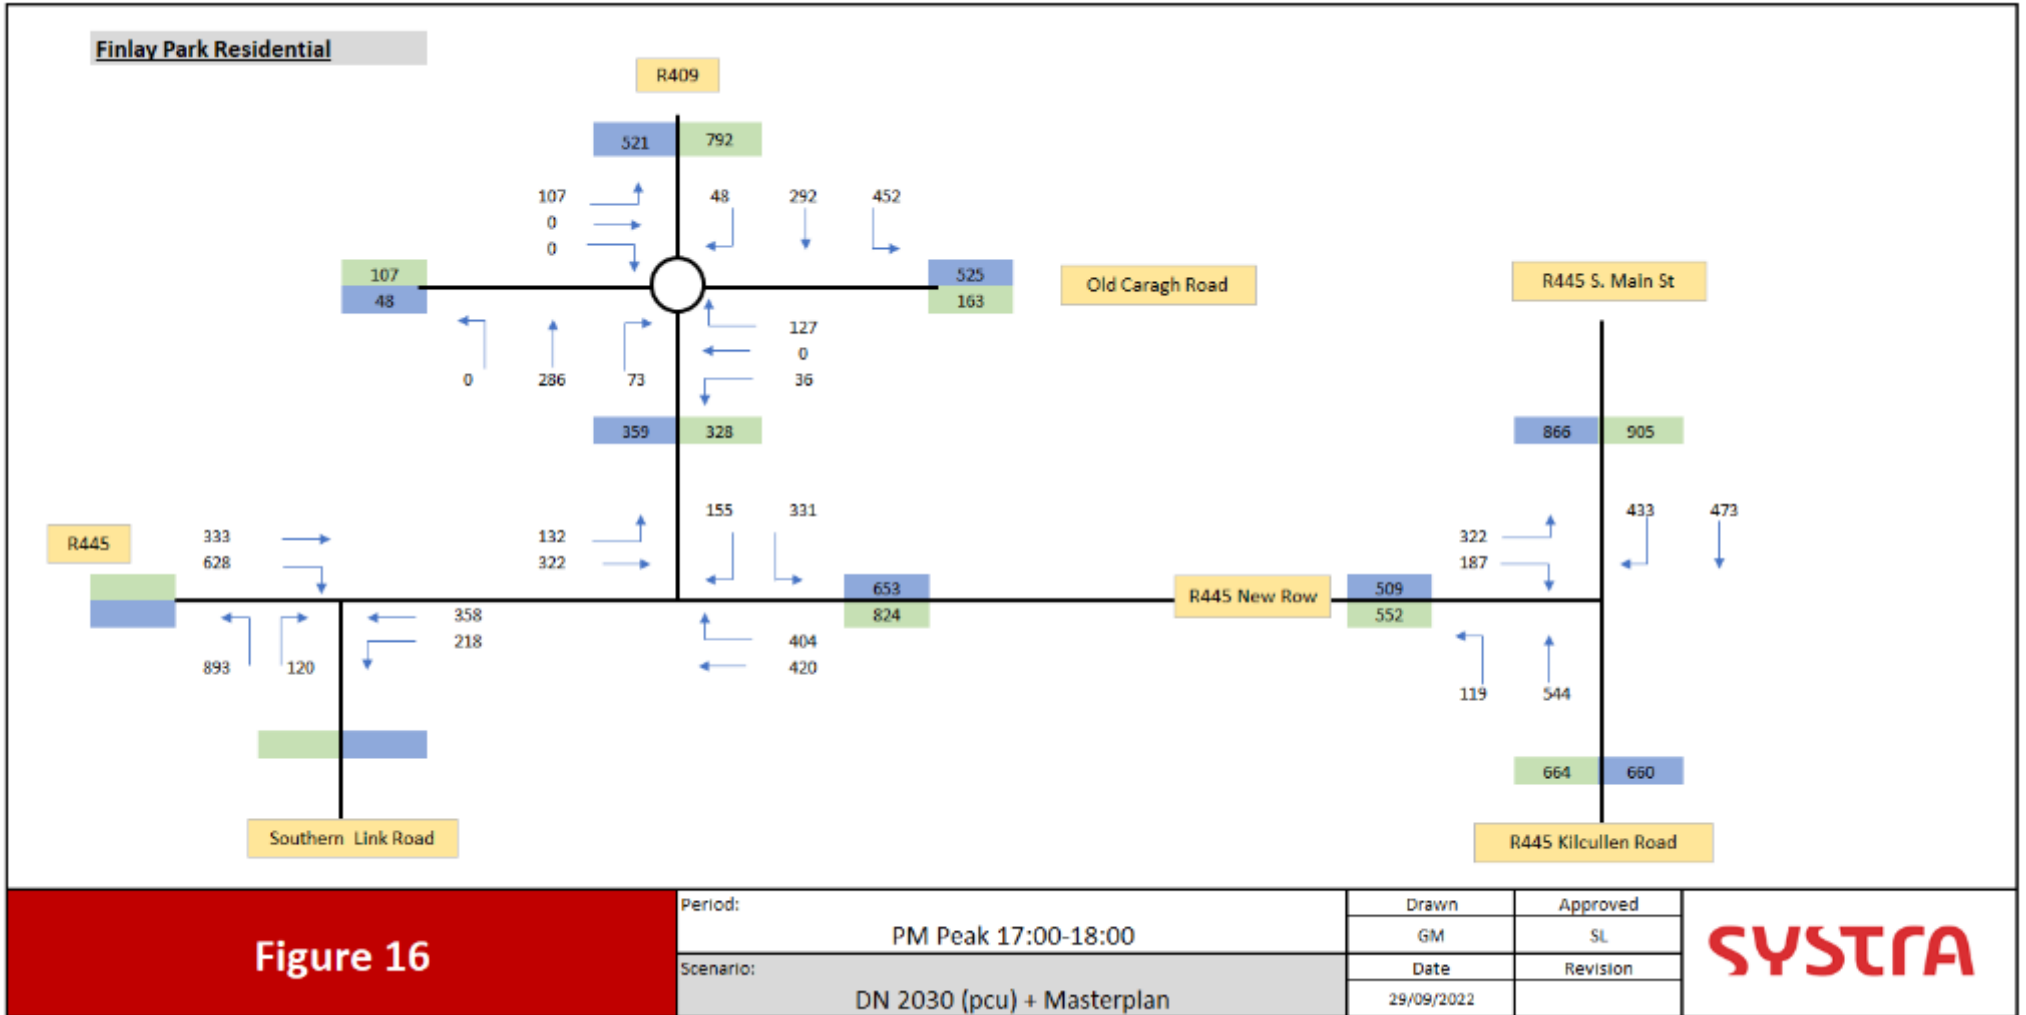 Finlay Park Residential
R409
521 792
107 48 292 452
0
0
107 525
48 163
Old Caragh Road
R445 S. Main St
127
0
0 286 73 36
359 328
866 905
155 331
433 473
R445
333 132 322
628 322 187
653
824
R445 New Row
509
552
358 404
218 420
893 120
119 544
664 660
Southern Link Road
R445 Kilcullen Road
Figure 16
Period:
PM Peak 17:00-18:00
Scenario:
DN 2030 (pcu) + Masterplan
Drawn Approved
GM SL
Date Revision
29/09/2022
SYSTRA